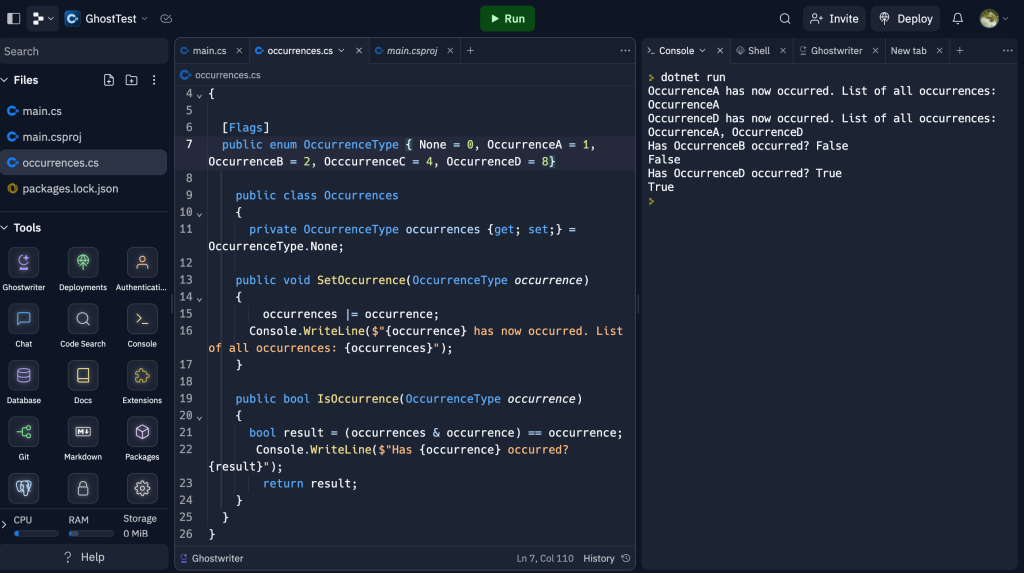 GhostTest
Run
Invite
Deploy
Search
Files
main.cs
main.csproj
occurrences.cs
packages.lock.json
Tools
Ghostwriter
Deployments
Authenticati...
Chat
Code Search
Console
Database
Docs
Extensions
Git
Markdown
Packages
CPU
RAM
Storage
0 MiB
Help
main.cs
occurrences.cs
main.csproj
occurrences.cs
4 {
5
6 [Flags]
7 public enum OccurrenceType { None = 0, OccurrenceA = 1,
OccurrenceB = 2, OcccurrenceC = 4, OccurrenceD = 8}
8
9 public class Occurrences
10 {
11 private OccurrenceType occurrences {get; set;} =
OccurrenceType.None;
12
13 public void SetOccurrence(OccurrenceType occurrence)
14 {
15 occurrences |= occurrence;
16 Console.WriteLine($"{occurrence} has now occurred. List
of all occurrences: {occurrences}");
17 }
18
19 public bool IsOccurrence(OccurrenceType occurrence)
20 {
21 bool result = (occurrences & occurrence) == occurrence;
22 Console.WriteLine($"Has {occurrence} occurred?
{result}");
23 return result;
24 }
25 }
26 }
Ghostwriter
Ln 7, Col 110 History
Console
Shell
Ghostwriter
New tab
dotnet run
OccurrenceA has now occurred. List of all occurrences:
OccurrenceA
OccurrenceD has now occurred. List of all occurrences:
OccurrenceA, OccurrenceD
Has OccurrenceB occurred? False
False
Has OccurrenceD occurred? True
True